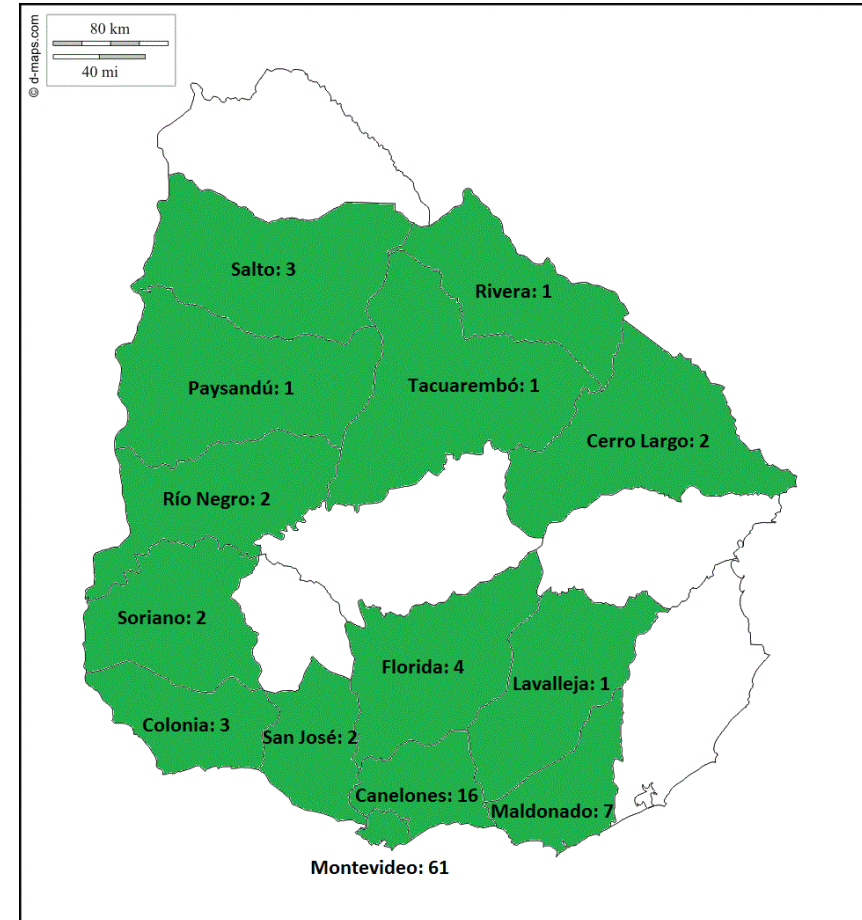 © d-maps.com
80 km
40 mi
Salto: 3
Rivera: 1
Paysandú: 1
Tacuarembó: 1
Cerro Largo: 2
Río Negro: 2
Soriano: 2
Florida: 4
Lavalleja: 1
Colonia: 3
San José: 2
Canelones: 16
Maldonado: 7
Montevideo: 61